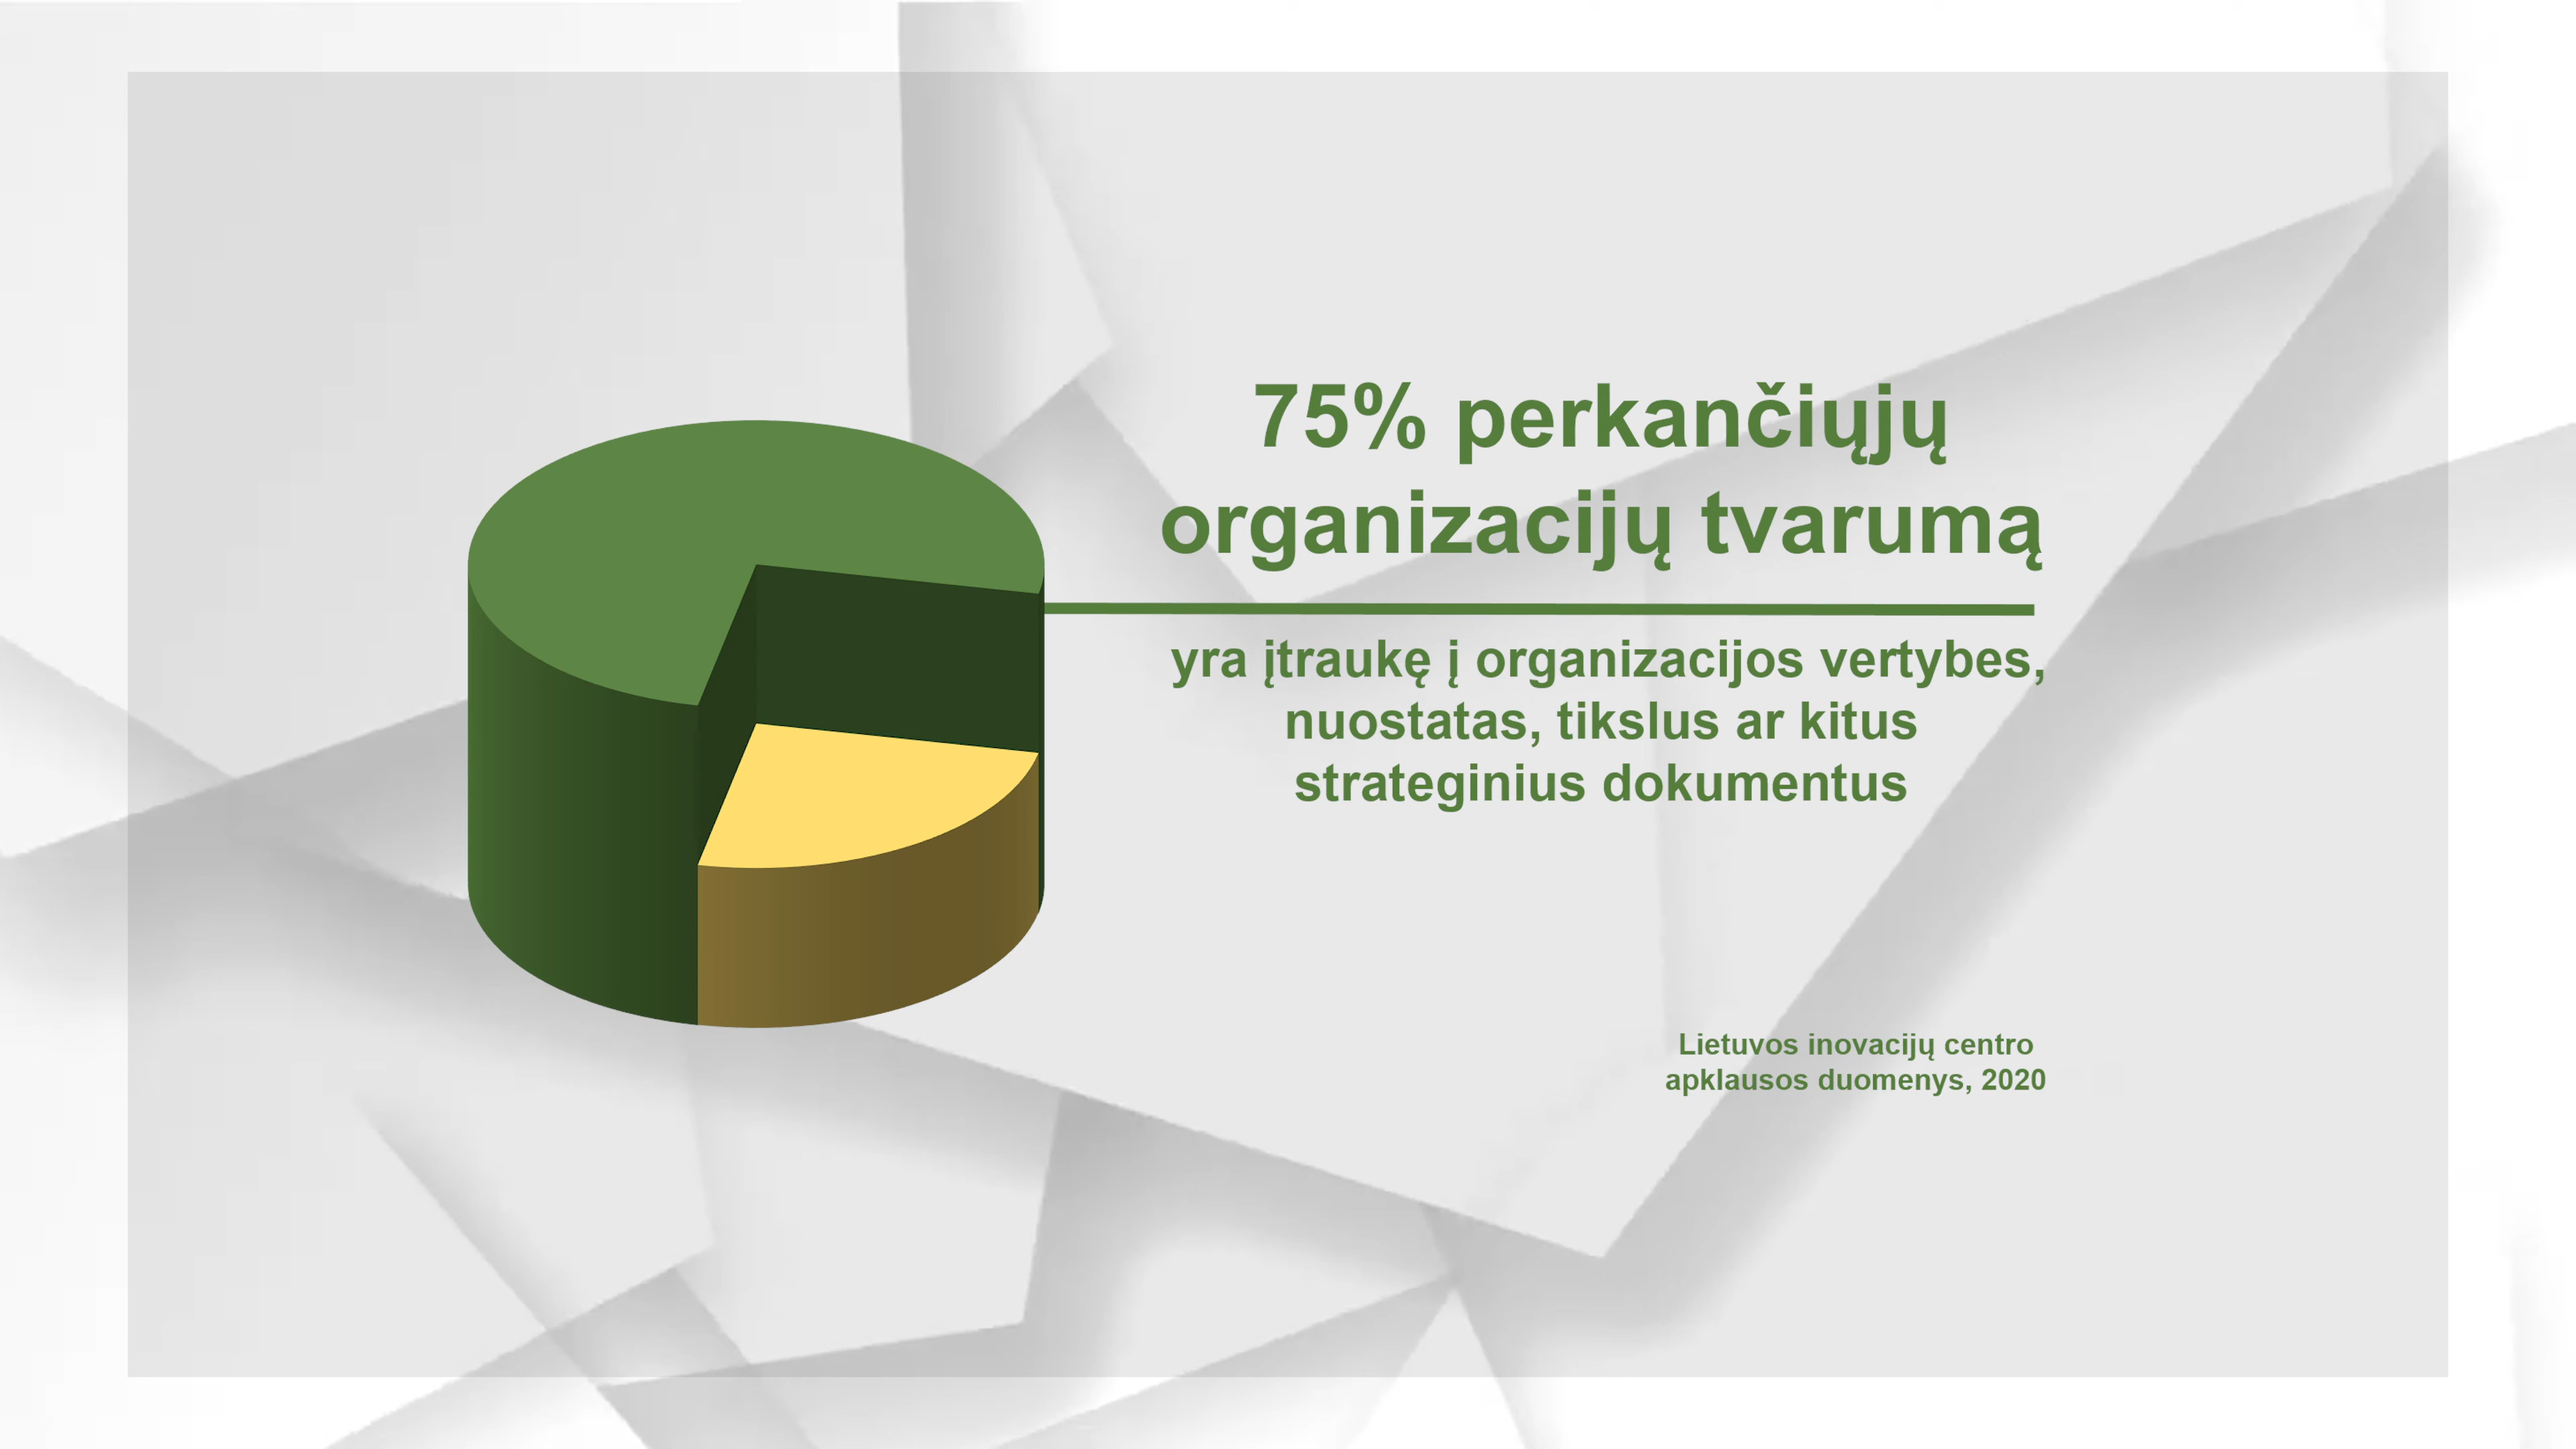 75% perkančiųjų
organizacijų tvarumą
yra įtraukę į organizacijos vertybes,
nuostatas, tikslus ar kitus
strateginius dokumentus
Lietuvos inovacijų centro
apklausos duomenys, 2020